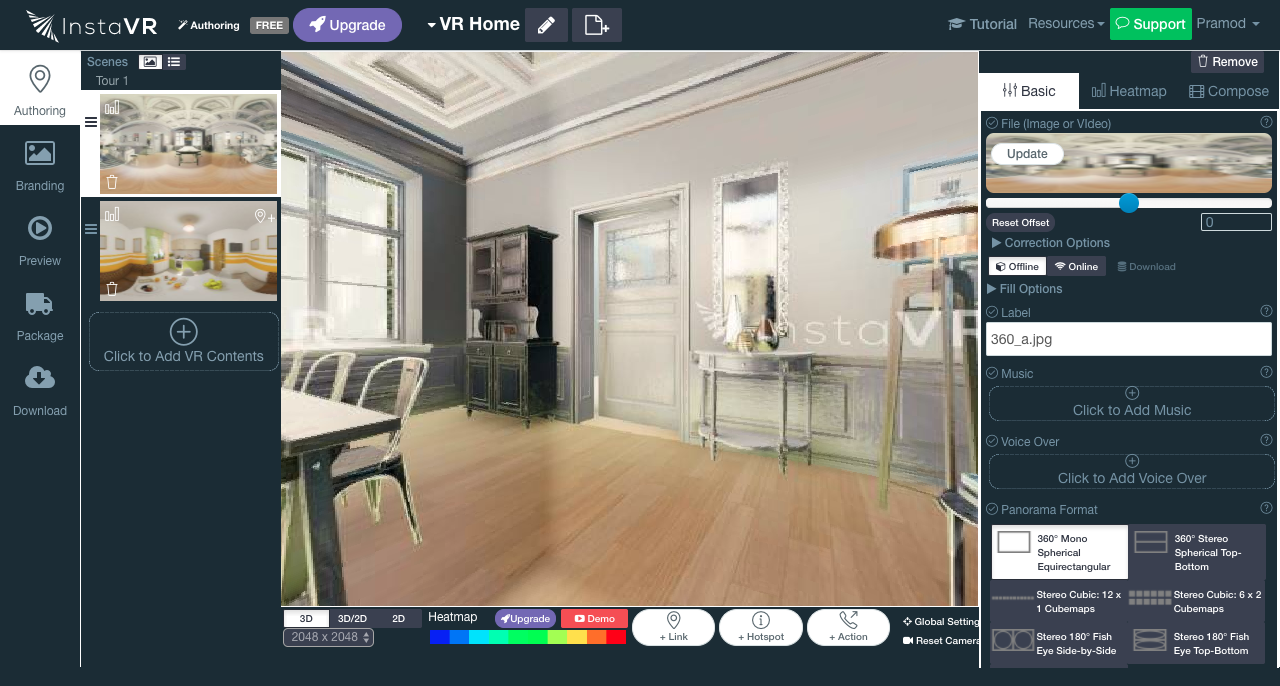 InstaVR
Authoring
FREE
Upgrade
VR Home
Tutorial
Resources
Support
Pramod
Authoring
Branding
Preview
Package
Download
Scenes
Tour 1
Click to Add VR Contents
InstaVR
3D
3D/2D
2D
Heatmap
Upgrade
Demo
2048 x 2048
+ Link
+ Hotspot
+ Action
Global Setting
Reset Camera
Remove
Basic
Heatmap
Compose
File (Image or VIdeo)
Update
Reset Offset
0
Correction Options
Offline
Online
Download
Fill Options
Label
360_a.jpg
Music
Click to Add Music
Voice Over
Click to Add Voice Over
Panorama Format
360° Mono
Spherical
Equirectangular
360° Stereo
Spherical Top-
Bottom
Stereo Cubic: 12 x
1 Cubemaps
Stereo Cubic: 6 x 2
Cubemaps
Stereo 180° Fish
Eye Side-by-Side
Stereo 180° Fish
Eye Top-Bottom